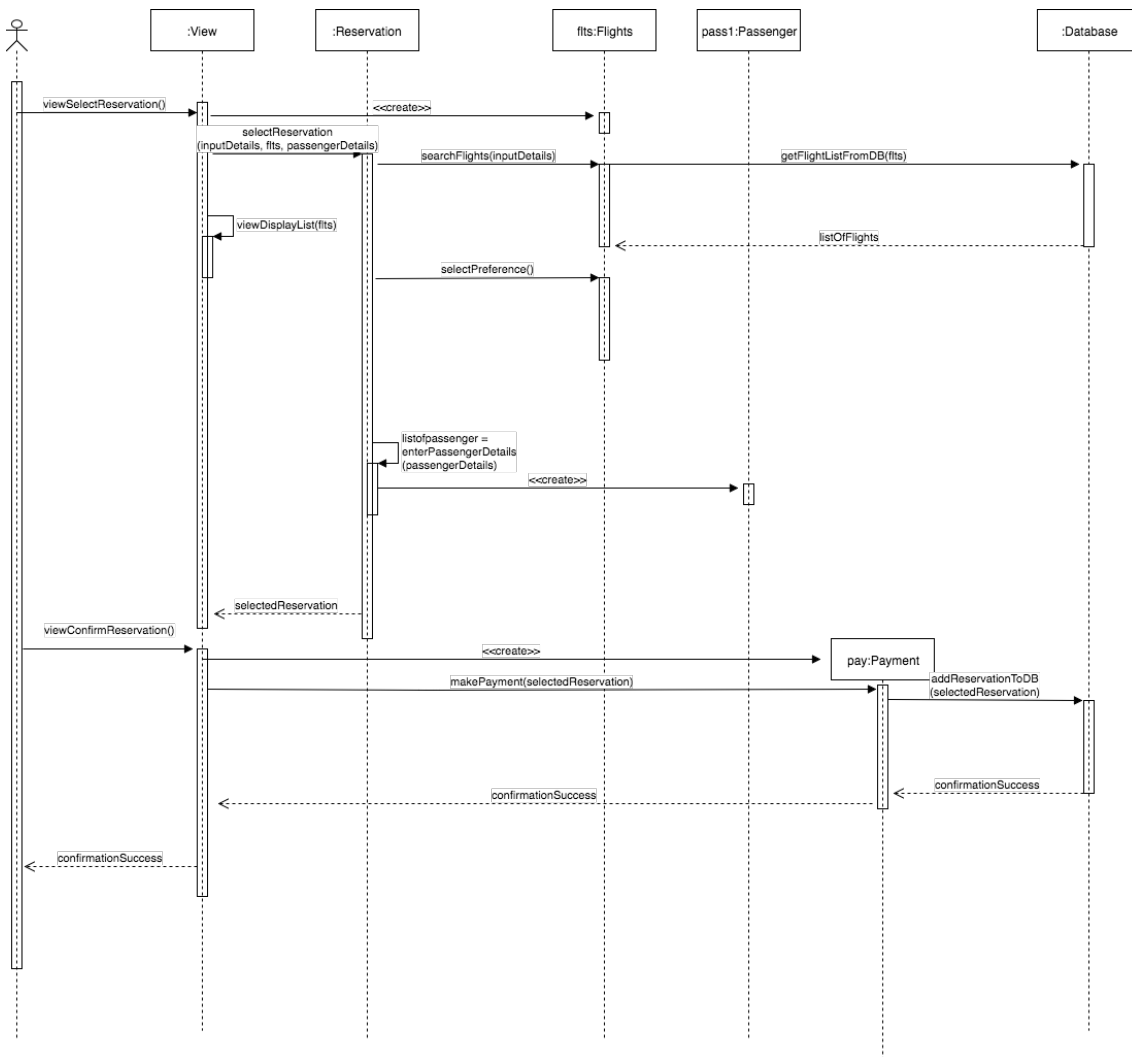 :View
:Reservation
flts:Flights
pass1:Passenger
:Database
viewSelectReservation()
<<create>>
selectReservation
(inputDetails, flts, passengerDetails)
searchFlights(inputDetails)
getFlightListFromDB(flts)
viewDisplayList(flts)
listOfFlights
selectPreference()
listofpassenger =
enterPassengerDetails
(passengerDetails)
<<create>>
selectedReservation
viewConfirmReservation()
<<create>>
pay:Payment
makePayment(selectedReservation)
addReservationToDB
(selectedReservation)
confirmationSuccess
confirmationSuccess
confirmationSuccess